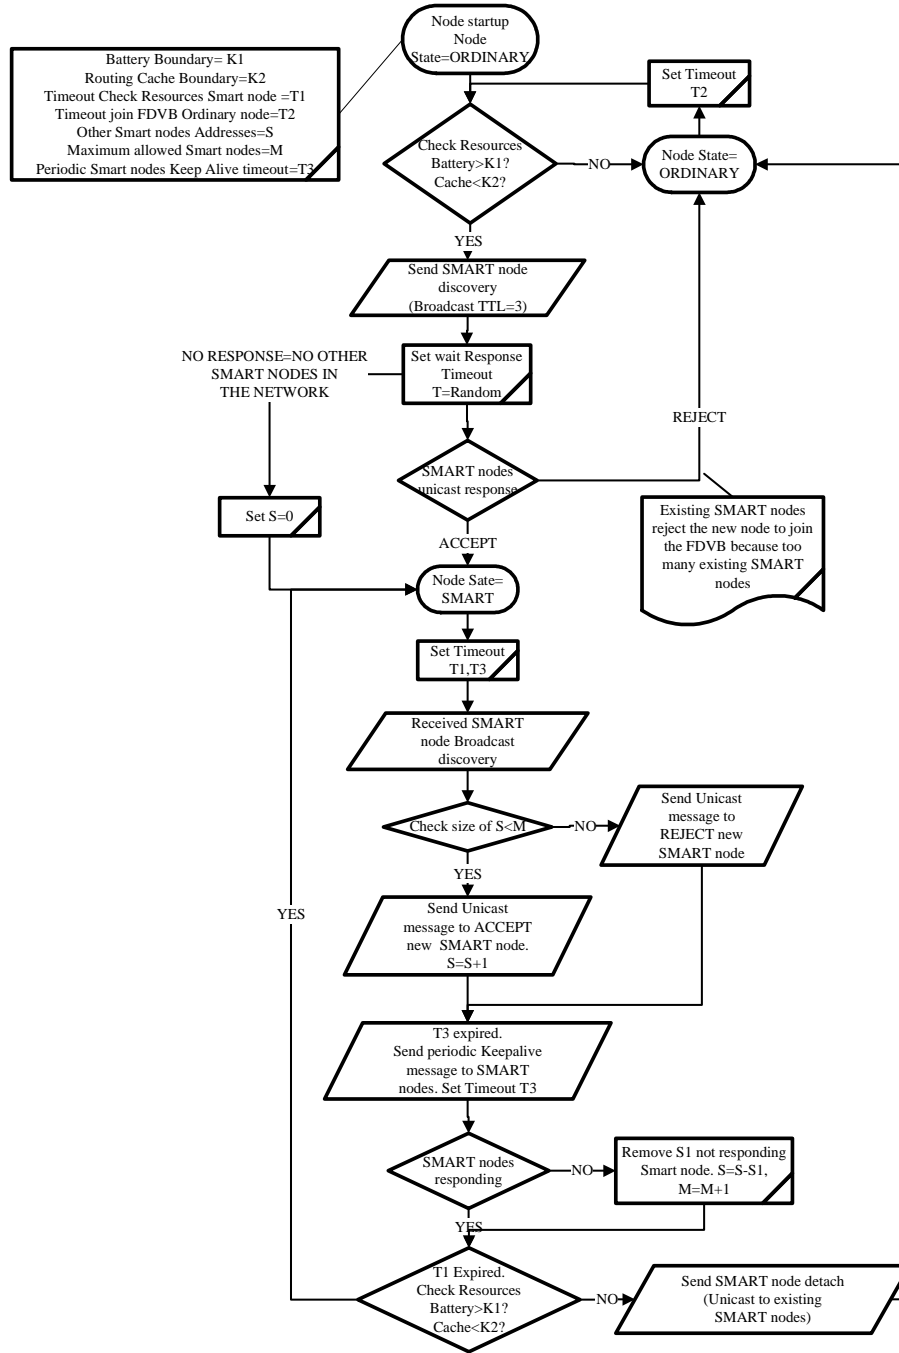 Node startup
Node
State=ORDINARY
Battery Boundary= K1
Routing Cache Boundary=K2
Timeout Check Resources Smart node =T1
Timeout join FDVB Ordinary node=T2
Other Smart nodes Addresses=S
Maximum allowed Smart nodes=M
Periodic Smart nodes Keep Alive timeout=T3
Set Timeout
T2
Check Resources
Battery>K1?
Cache<K2?
NO
Node State=
ORDINARY
YES
Send SMART node
discovery
(Broadcast TTL=3)
NO RESPONSE=NO OTHER
SMART NODES IN
THE NETWORK
Set wait Response
Timeout
T=Random
REJECT
SMART nodes
unicast response
Set S=0
Existing SMART nodes
reject the new node to join
the FDVB because too
many existing SMART
nodes
ACCEPT
Node Sate=
SMART
Set Timeout
T1,T3
Received SMART
node Broadcast
discovery
Check size of S<M
NO
Send Unicast
message to
REJECT new
SMART node
YES
Send Unicast
message to ACCEPT
new  SMART node.
S=S+1
YES
T3 expired.
Send periodic Keepalive
message to SMART
nodes. Set Timeout T3
SMART nodes
responding
NO
Remove S1 not responding
Smart node. S=S-S1,
M=M+1
YES
T1 Expired.
Check Resources
Battery>K1?
Cache<K2?
NO
Send SMART node detach
(Unicast to existing
SMART nodes)